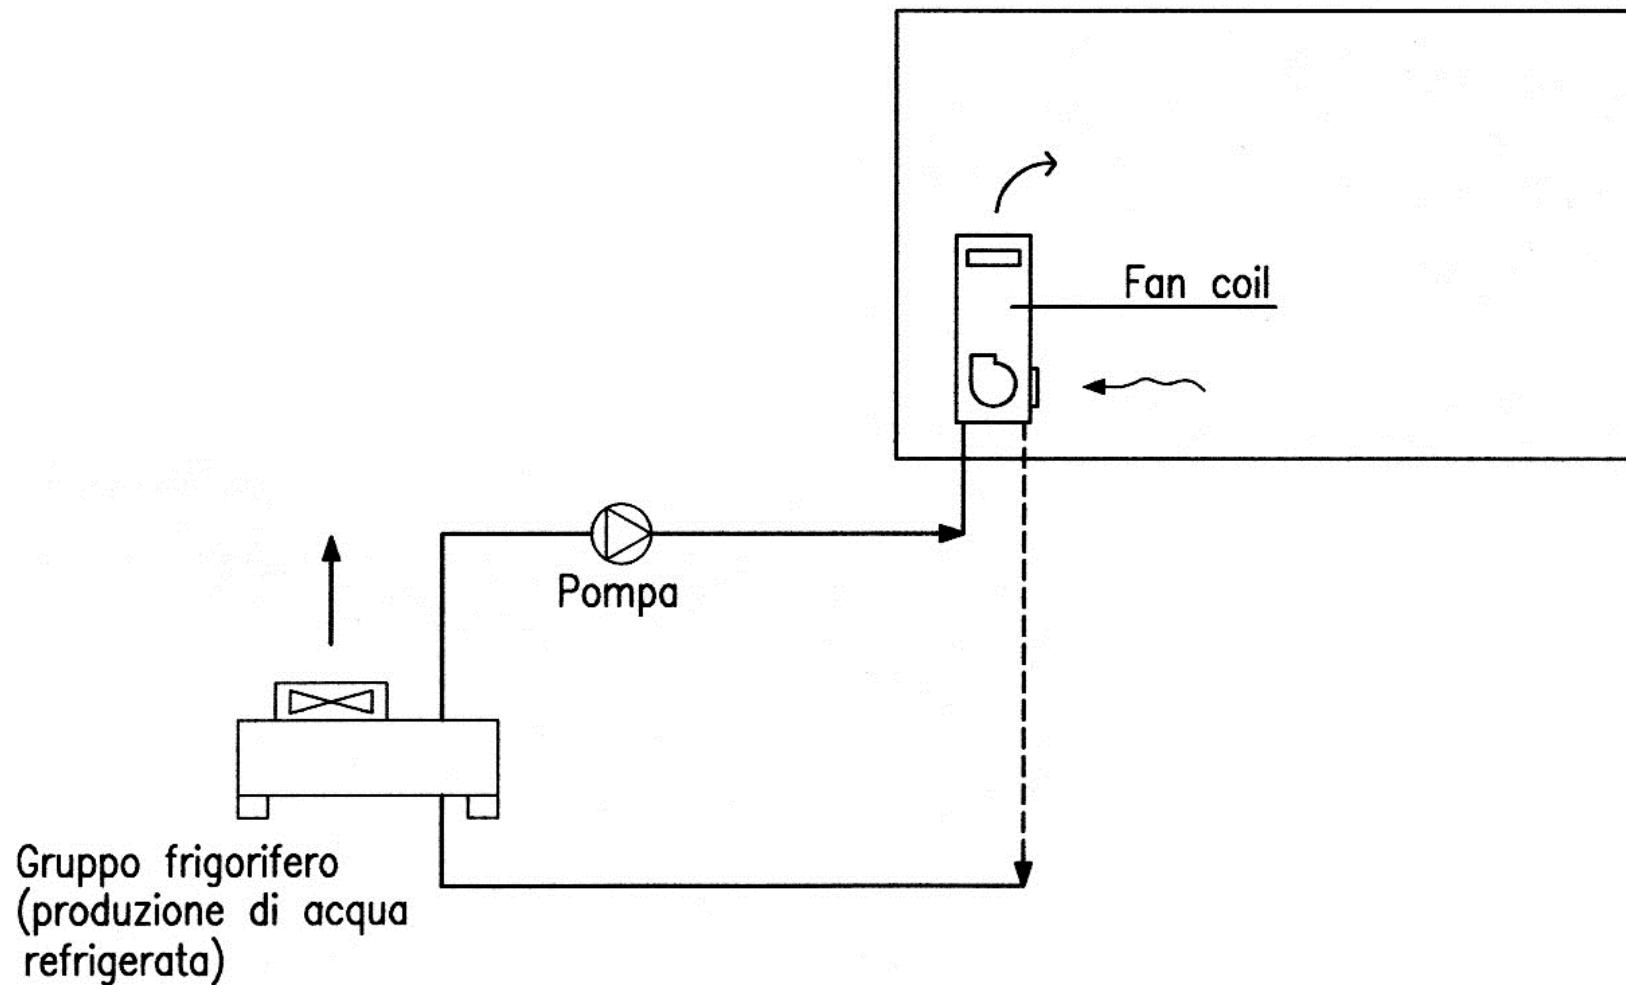 Fan coil
Pompa
Gruppo frigorifero
(produzione di acqua
refrigerata)